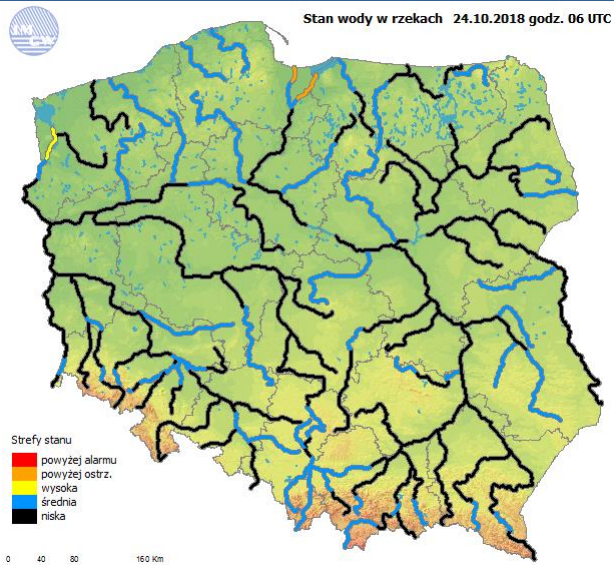 Stan wody w rzekach 24.10.2018 godz. 06 UTC
Strefy stanu
powyżej alarmu
powyżej ostrz.
wysoka
średnia
niska
0 40 80 160 Km